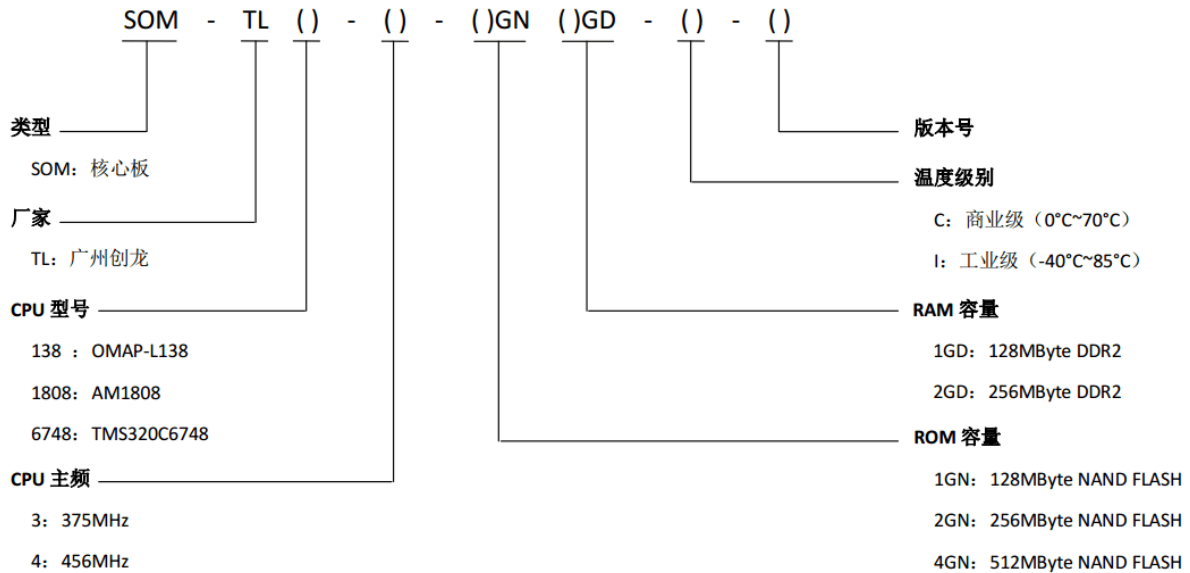 SOM - TL ( ) - ( ) - ( )GN ( )GD - ( ) - ( )
类型
SOM：核心板
厂家
TL：广州创龙
CPU 型号
138 ：OMAP-L138
1808：AM1808
6748：TMS320C6748
CPU 主频
3：375MHz
4：456MHz
版本号
温度级别
C：商业级（0°C~70°C）
I：工业级（-40°C~85°C）
RAM 容量
1GD：128MByte DDR2
2GD：256MByte DDR2
ROM 容量
1GN：128MByte NAND FLASH
2GN：256MByte NAND FLASH
4GN：512MByte NAND FLASH